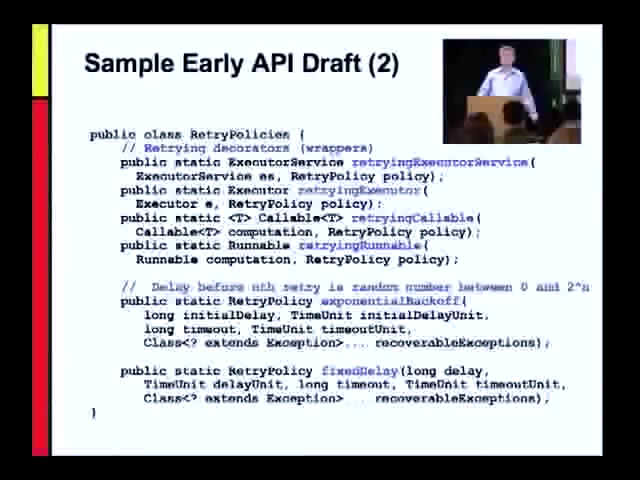 Sample Early API Draft (2)
public class RetryPolicies {
// Retrying decorators (wrappers)
public static ExecutorService retryingExecutorService(
ExecutorService es, RetryPolicy policy);
public static Executor retryingExecutor(
Executor e, RetryPolicy policy);
public static <T> Callable<T> retryingCallable(
Callable<T> computation, RetryPolicy policy);
public static Runnable retryingRunnable(
Runnable computation, RetryPolicy policy);
// Delay before nth retry is random number between 0 and 2^n
public static RetryPolicy exponentialBackoff(
long initialDelay, TimeUnit initialDelayUnit,
long timeout, TimeUnit timeoutUnit,
Class<? extends Exception>... recoverableExceptions);
public static RetryPolicy fixedDelay(long delay,
TimeUnit delayUnit, long timeout, TimeUnit timeoutUnit,
Class<? extends Exception>... recoverableExceptions);
}